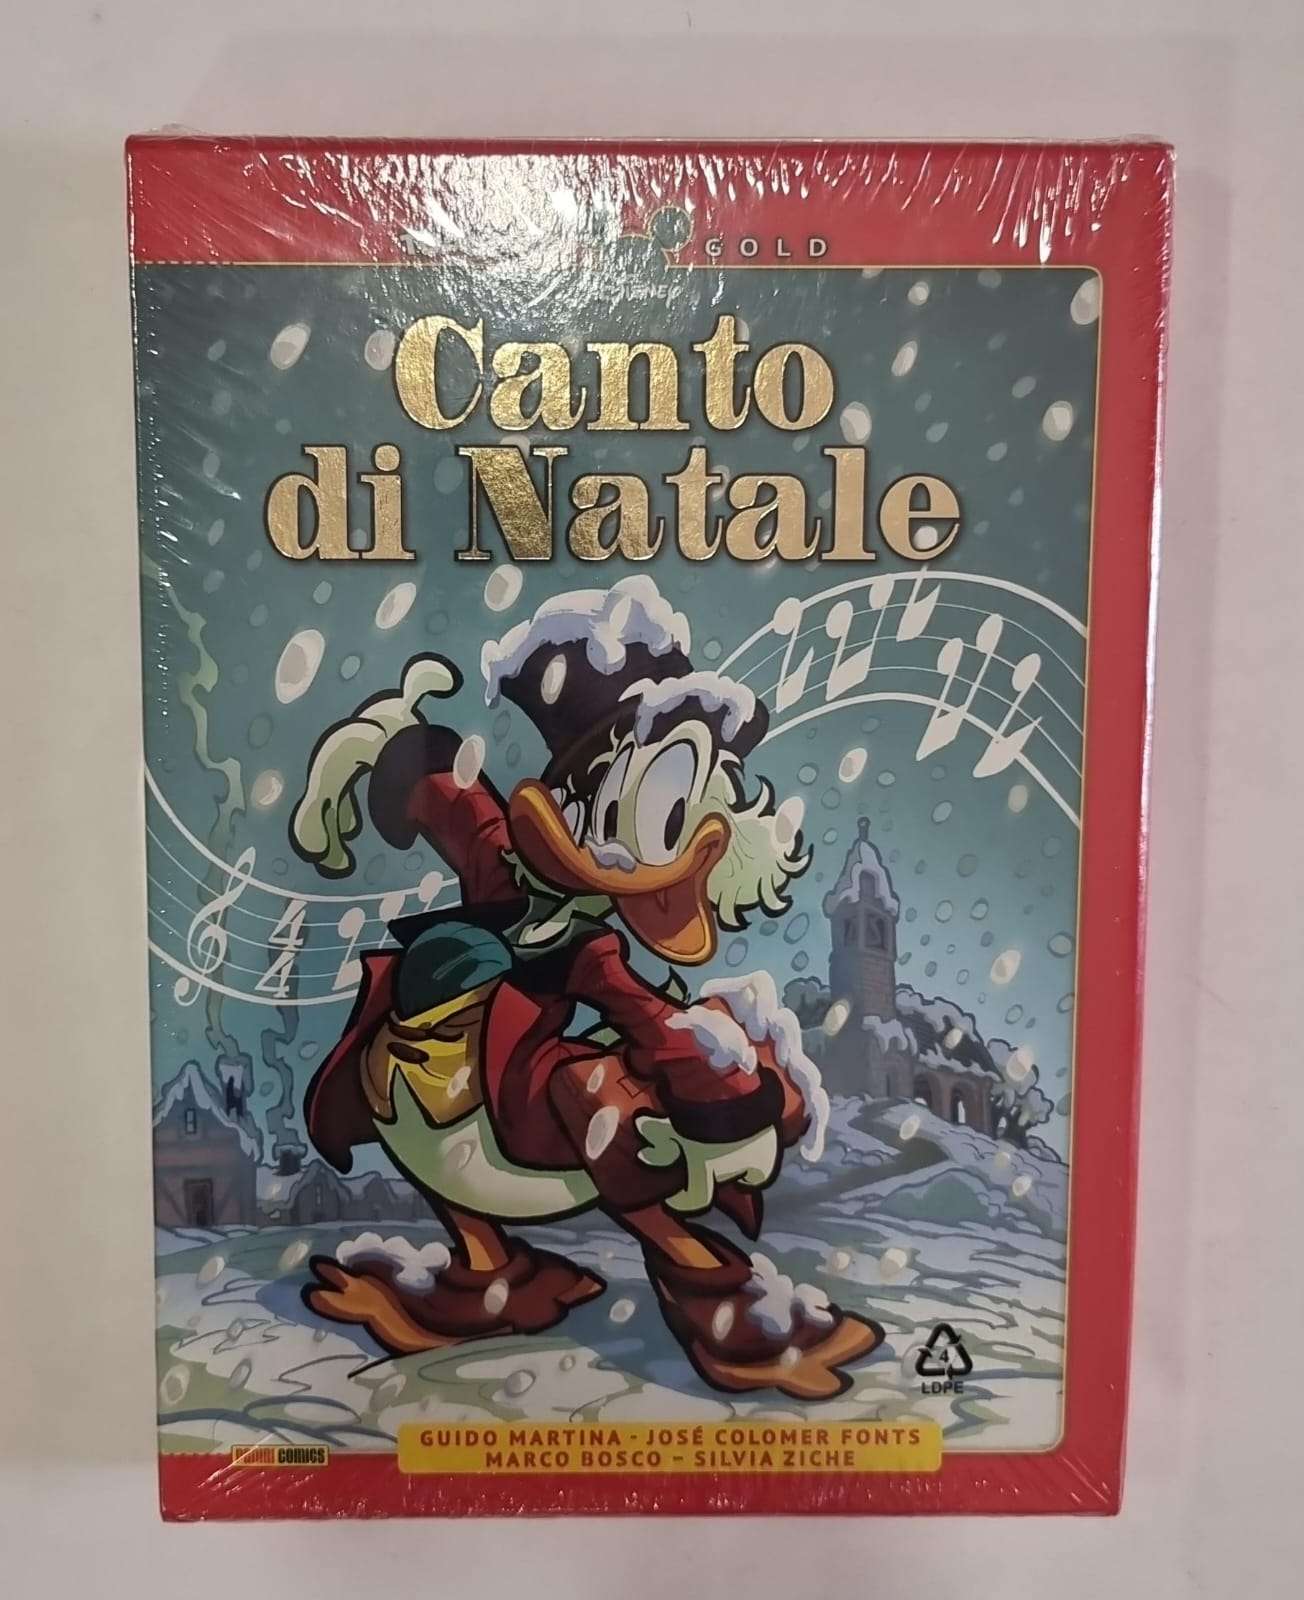 GOLD
DISNEY
Canto
di Natale
4
4
4
LDPE
PANINI COMICS
GUIDO MARTINA - JOSÉ COLOMER FONTS
MARCO BOSCO - SILVIA ZICHE